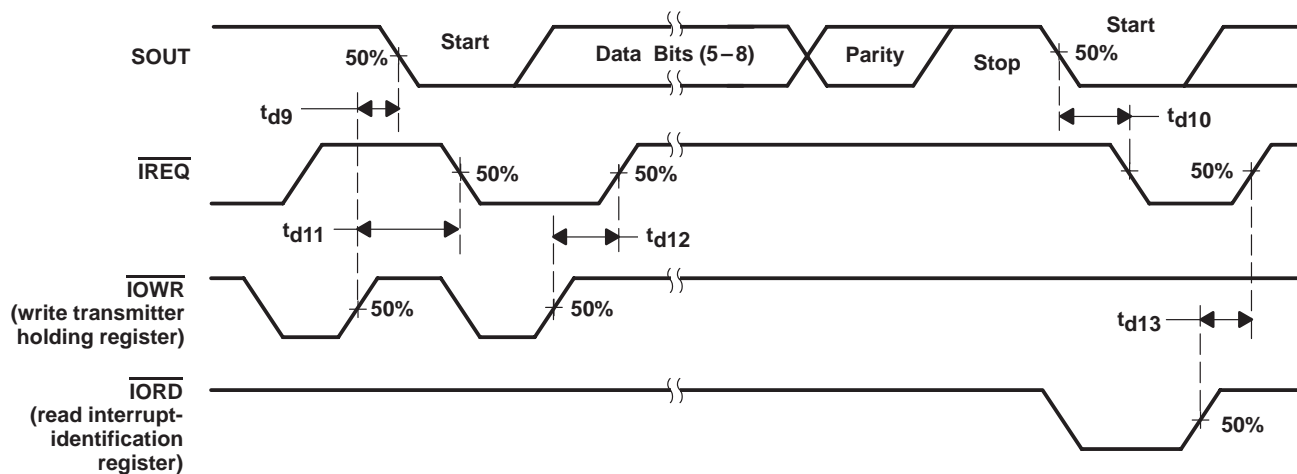 SOUT
50%
Start
Data Bits (5–8)
Parity
Stop
50%
Start
td9
td10
IREQ
50%
50%
50%
td11
td12
IOWR
(write transmitter
holding register)
50%
50%
td13
IORD
(read interrupt-
identification
register)
50%